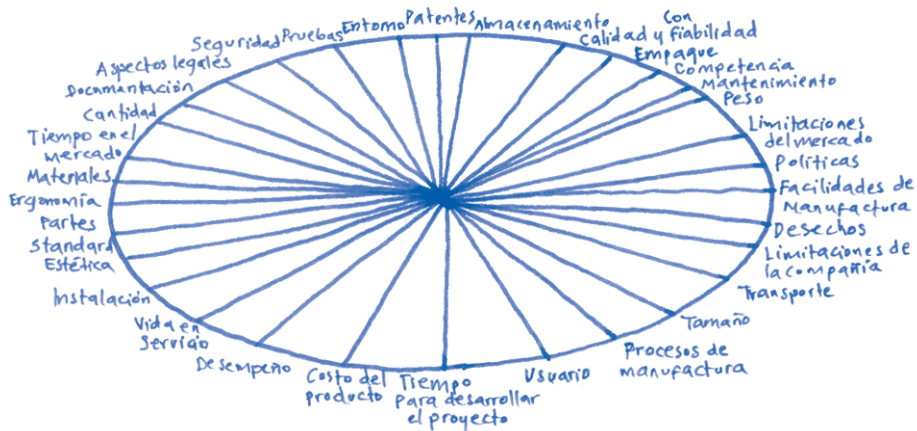 Patentes
Almacenamiento
Con
Calidad y fiabilidad
Empaque
Competencia
Mantenimiento
Peso
Limitaciones
del mercado
Políticas
Facilidades de
Manufactura
Desechos
Limitaciones de
la compañía
Transporte
Tamaño
Procesos de
manufactura
Usuario
Tiempo
para desarrollar
el proyecto
Costo del
producto
Desempeño
Vida en
Servicio
Instalación
Estética
Standard
Partes
Ergonomía
Materiales
Tiempo en el
mercado
Cantidad
Documantación
Aspectos legales
Seguridad
Pruebas
Entorno